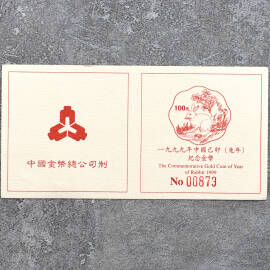 中國金幣總公司制
100元
一九九九年中國己卯（兔年）
紀念金幣
The Commemorative Gold Coin of Year
of Rabbit 1999
No 00873